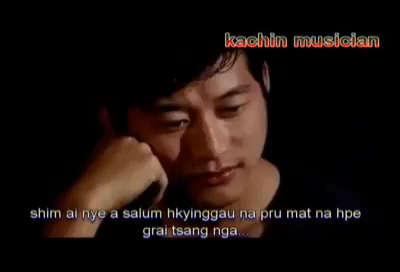 kachin musician
shim ai nye a salum hkyinggau na pru mat na hpe
grai tsang nga...